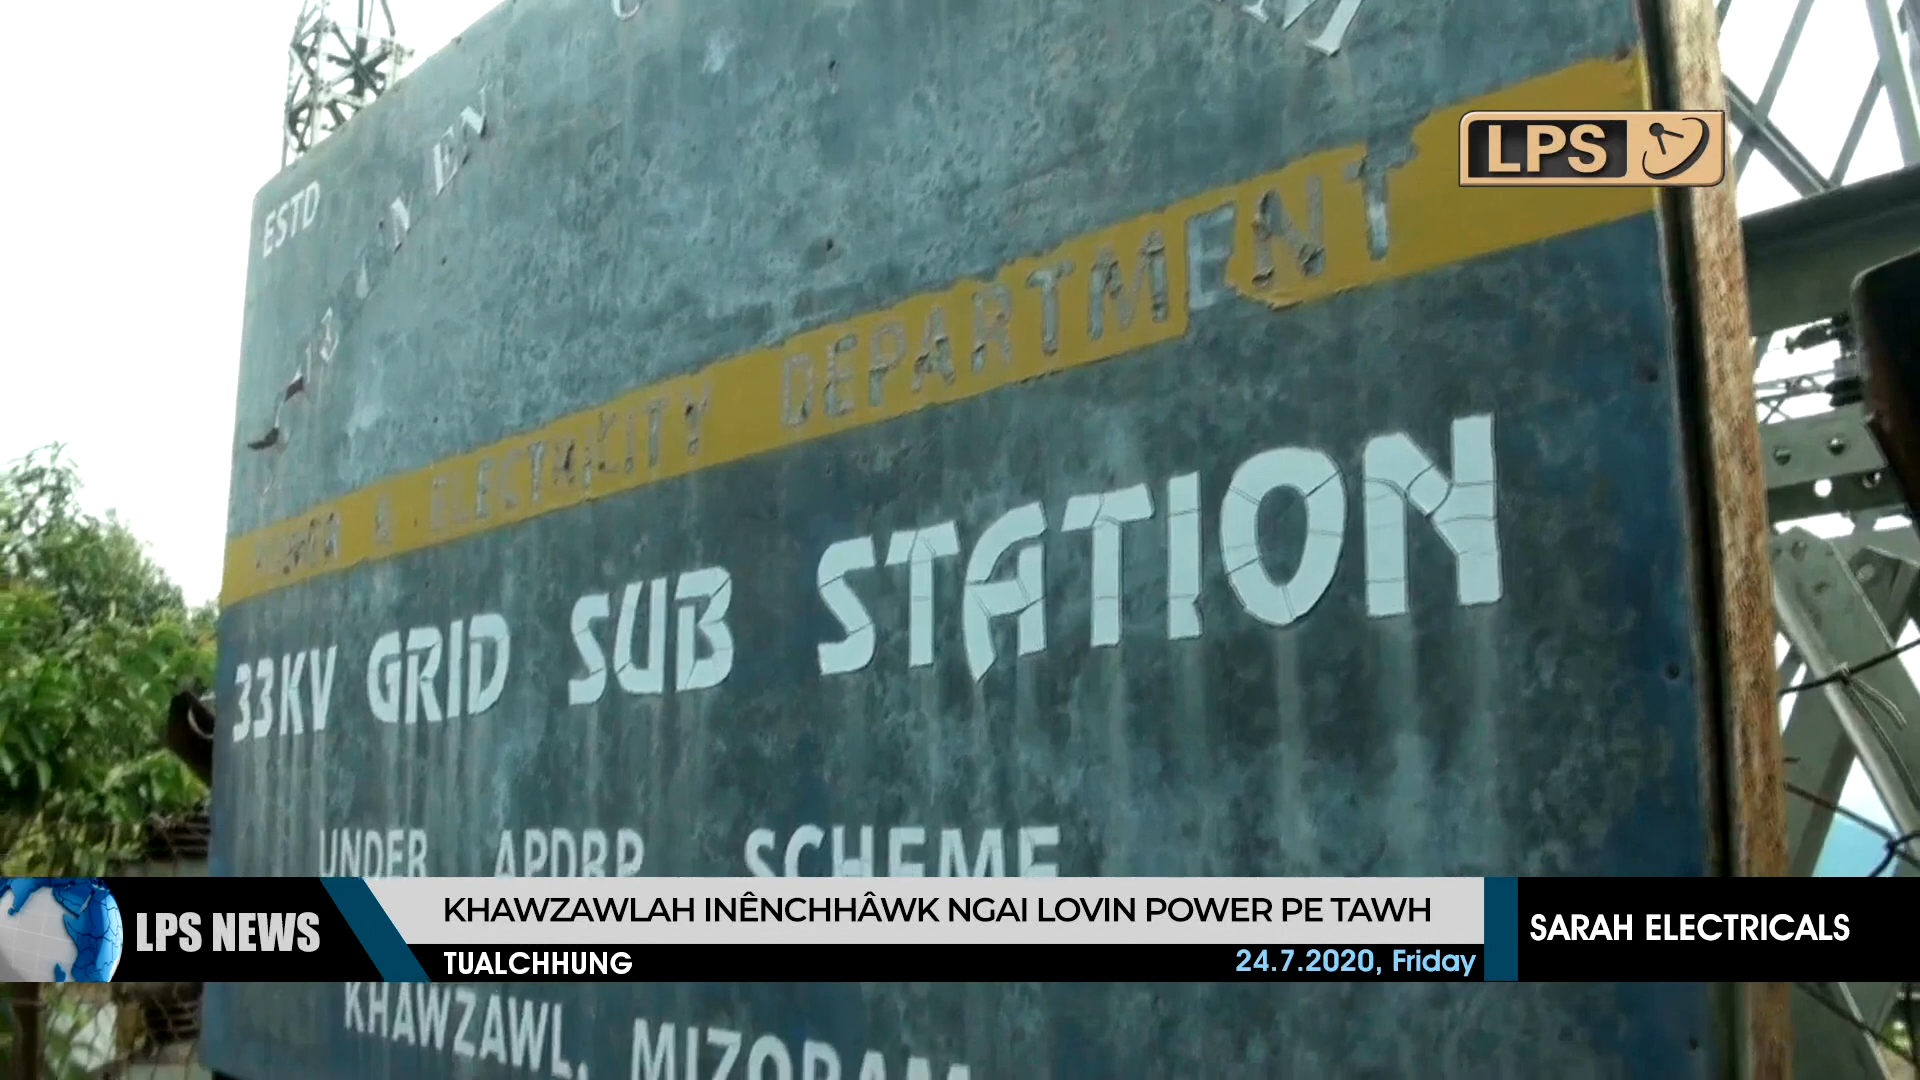 ESTD
LPS
ELECTRICITY DEPARTMENT
33KV GRID SUB STATION
UNDER APDRP SCHEME
LPS NEWS
KHAWZAWLAH INÊNCHHÂWK NGAI LOVIN POWER PE TAWH
TUALCHHUNG
24.7.2020, Friday
SARAH ELECTRICALS
KHAWZAWL, MIZORAM